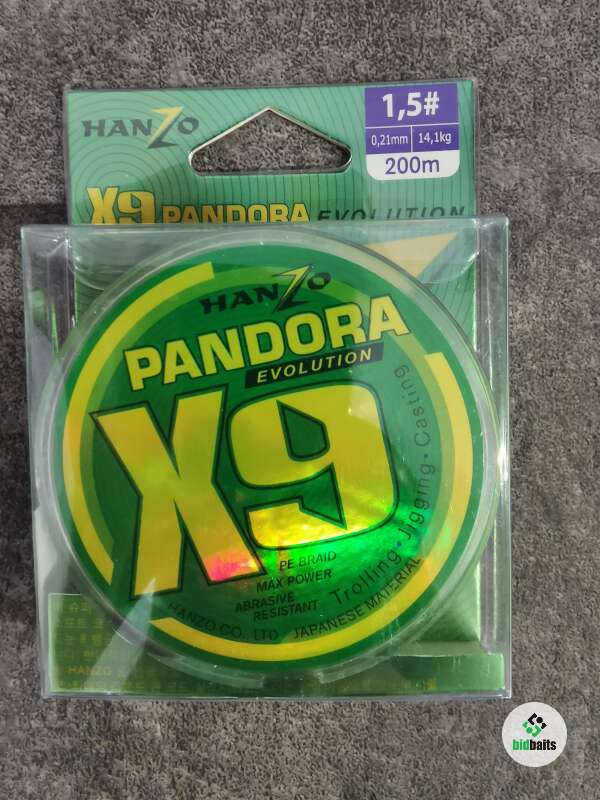 HANZO
1,5#
0,21mm 14,1kg
200m
X9 PANDORA EVOLUTION
HANZO
PANDORA
EVOLUTION
X9
Trolling · Jigging · Casting
PE BRAID
MAX POWER
ABRASIVE
RESISTANT
HANZO CO., LTD JAPANESE MATERIAL
HANZO
bidbaits